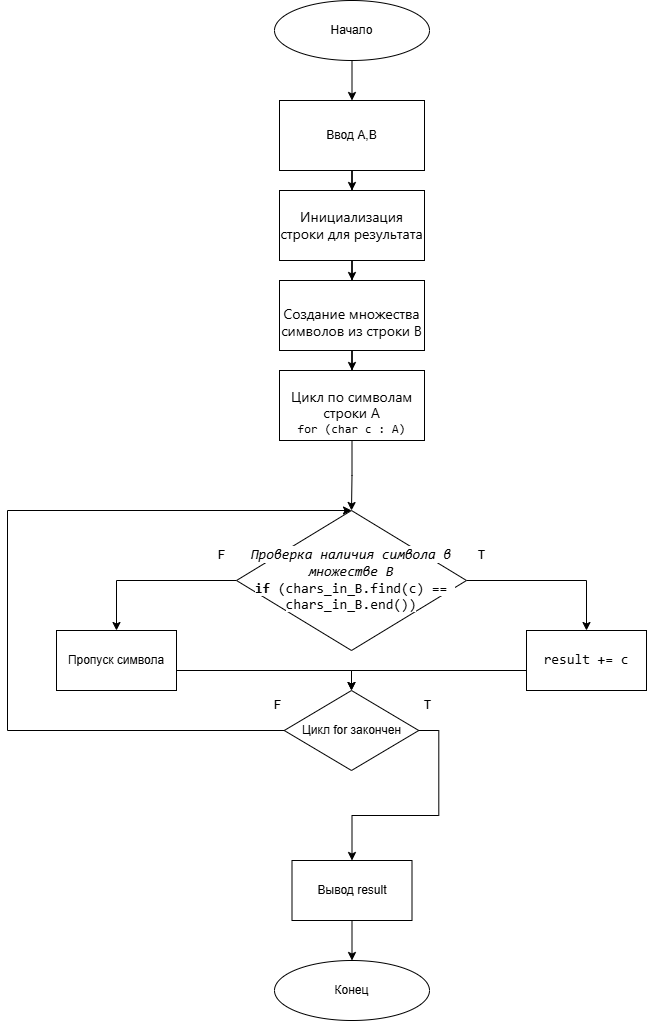 Начало
Ввод A,B
Инициализация
строки для результата
Создание множества
символов из строки B
Цикл по символам
строки A
for (char c : A)
F
Проверка наличия символа в
множестве B
if (chars_in_B.find(c) ==
chars_in_B.end())
T
Пропуск символа
result += c
F
T
Цикл for закончен
Вывод result
Конец